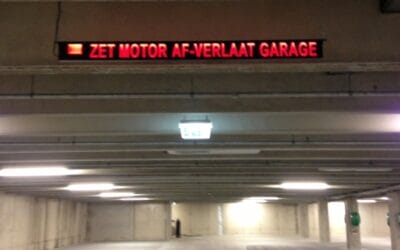 ZET MOTOR AF-VERLAAT GARAGE